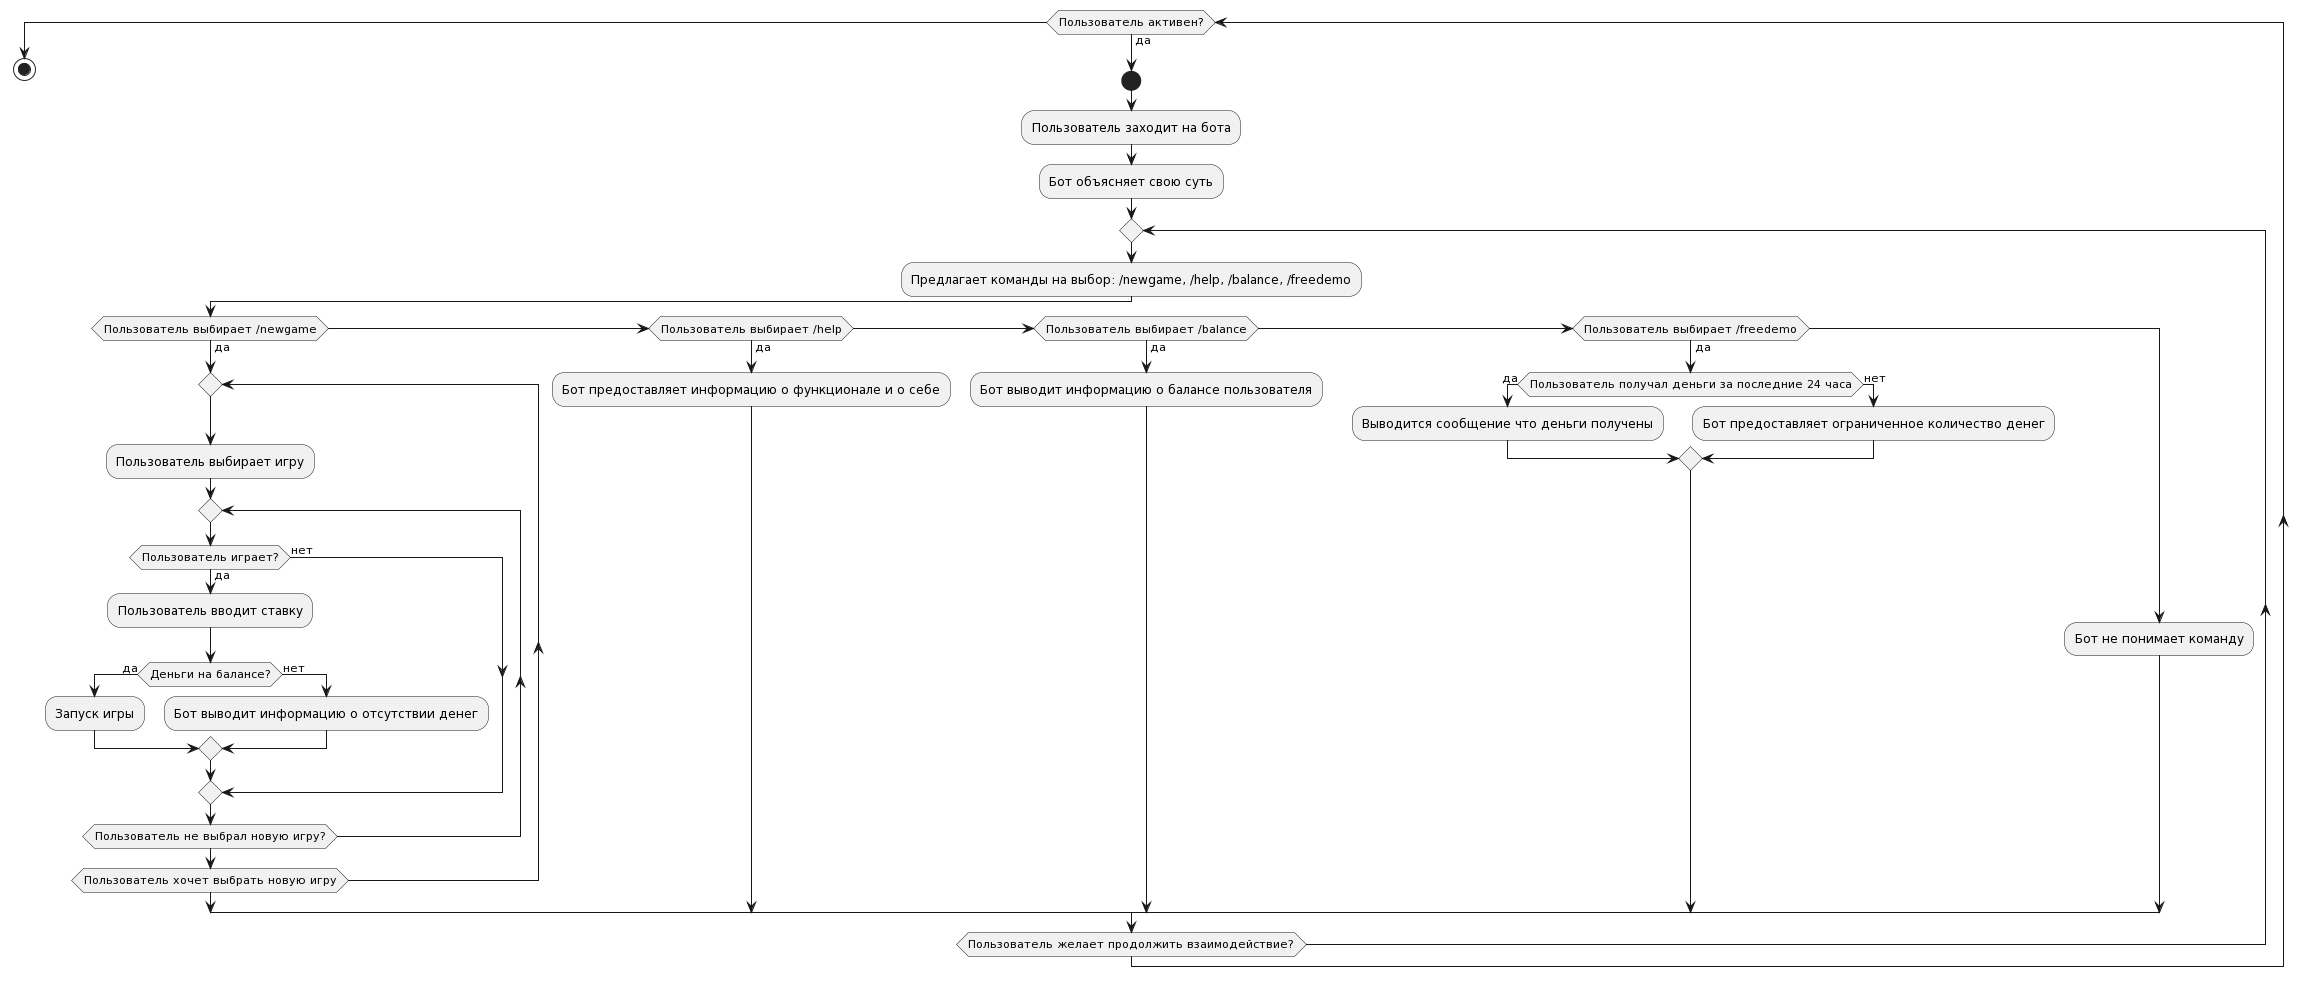 Пользователь активен?
да
Пользователь заходит на бота
Бот объясняет свою суть
Предлагает команды на выбор: /newgame, /help, /balance, /freedemo
Пользователь выбирает /newgame
да
Пользователь выбирает /help
да
Пользователь выбирает /balance
да
Пользователь выбирает /freedemo
да
Пользователь выбирает игру
Пользователь играет?
нет
да
Пользователь вводит ставку
да
Деньги на балансе?
нет
Запуск игры
Бот выводит информацию о отсутствии денег
Пользователь не выбрал новую игру?
Пользователь хочет выбрать новую игру
Бот предоставляет информацию о функционале и о себе
Бот выводит информацию о балансе пользователя
да
Пользователь получал деньги за последние 24 часа
нет
Выводится сообщение что деньги получены
Бот предоставляет ограниченное количество денег
Бот не понимает команду
Пользователь желает продолжить взаимодействие?